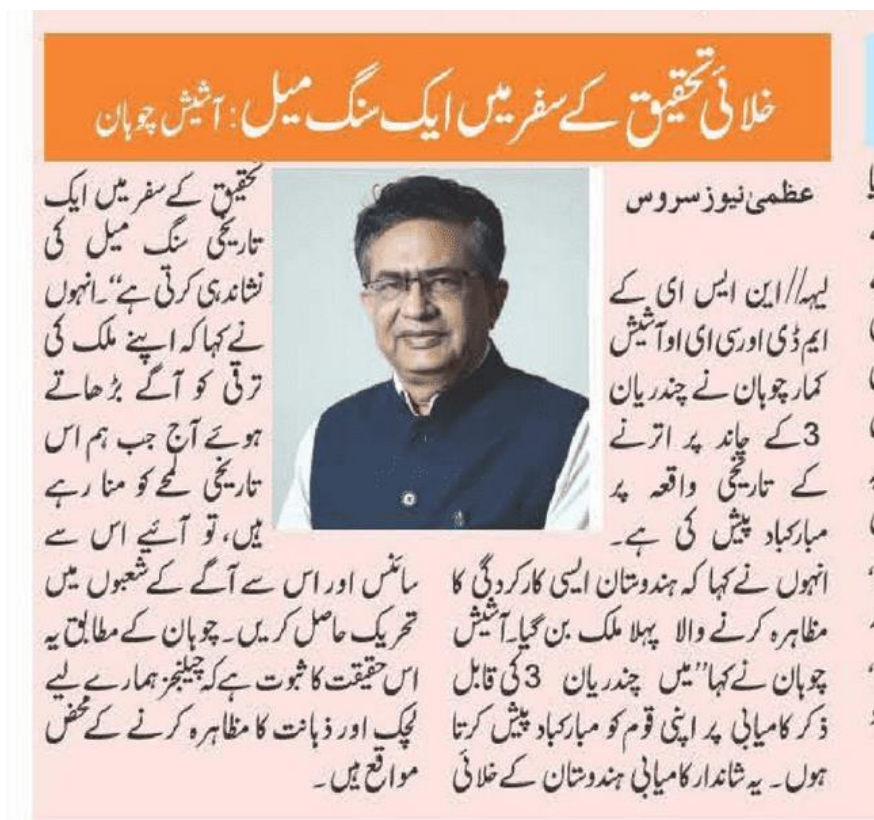 خلائی تحقیق کے سفر میں ایک سنگ میل: آشیش چوہان
عظمیٰ نیوز سروس
لیہہ//این ایس ای کے
ایم ڈی اور سی ای او آشیش
کمار چوہان نے چندریان
3 کے چاند پر اترنے
کے تاریخی واقعہ پر
مبارکباد پیش کی ہے۔
انہوں نے کہا کہ ہندوستان ایسی کارکردگی کا
مظاہرہ کرنے والا پہلا ملک بن گیا۔آشیش
چوہان نے کہا’’میں چندریان 3 کی قابل
ذکر کامیابی پر اپنی قوم کو مبارکباد پیش کرتا
ہوں۔ یہ شاندار کامیابی ہندوستان کے خلائی
تحقیق کے سفر میں ایک
تاریخی سنگ میل کی
نشاندہی کرتی ہے‘‘۔انہوں
نے کہا کہ اپنے ملک کی
ترقی کو آگے بڑھاتے
ہوئے آج جب ہم اس
تاریخی لمحے کو منا رہے
ہیں، تو آئیے اس سے
سائنس اور اس سے آگے کے شعبوں میں
تحریک حاصل کریں۔ چوہان کے مطابق یہ
اس حقیقت کا ثبوت ہے کہ چیلنجز ہمارے لیے
لچک اور ذہانت کا مظاہرہ کرنے کے محض
مواقع ہیں۔